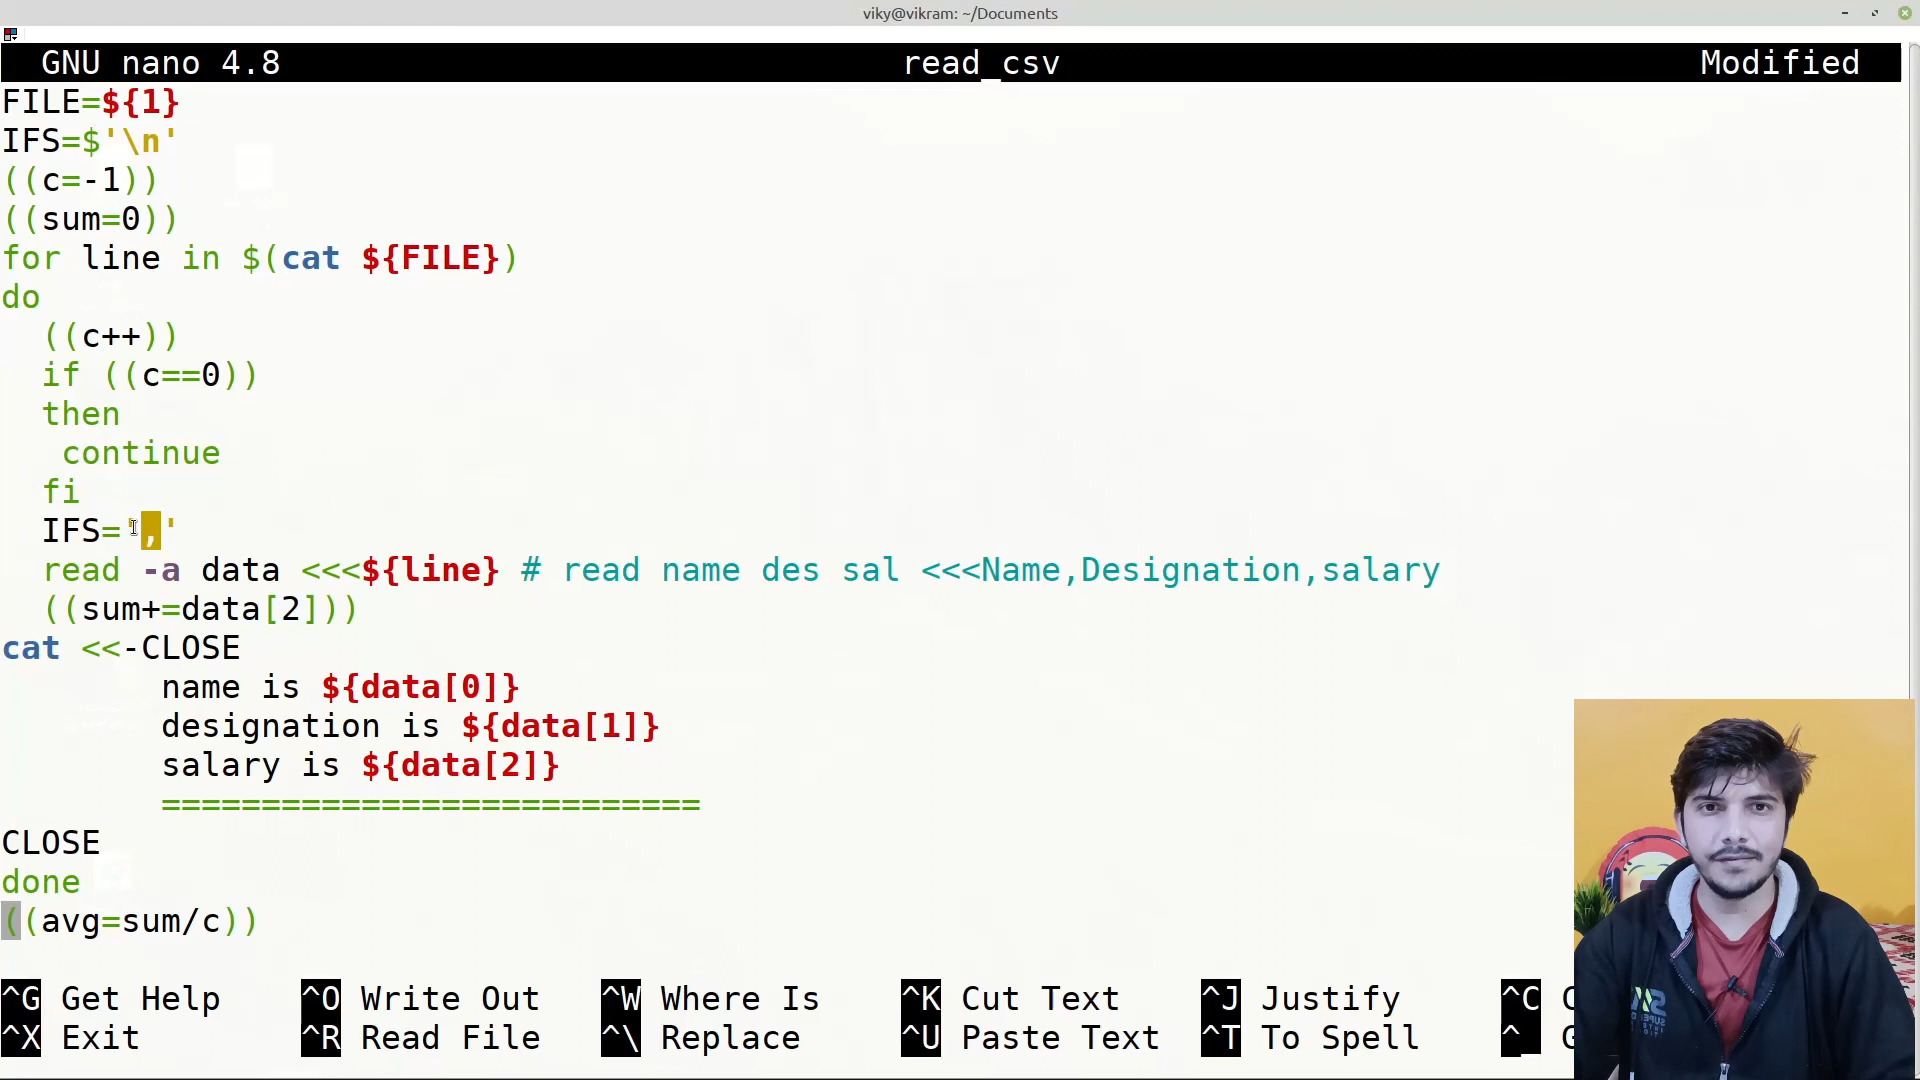 viky@vikram: ~/Documents
GNU nano 4.8 read_csv Modified
FILE=${1}
IFS=$'\n'
((c=-1))
((sum=0))
for line in $(cat ${FILE})
do
  ((c++))
  if ((c==0))
  then
   continue
  fi
  IFS=','
  read -a data <<<${line} # read name des sal <<<Name,Designation,salary
  ((sum+=data[2]))
cat <<-CLOSE
        name is ${data[0]}
        designation is ${data[1]}
        salary is ${data[2]}
        ===========================
CLOSE
done
((avg=sum/c))
^G Get Help ^O Write Out ^W Where Is ^K Cut Text ^J Justify ^C
^X Exit ^R Read File ^\ Replace ^U Paste Text ^T To Spell